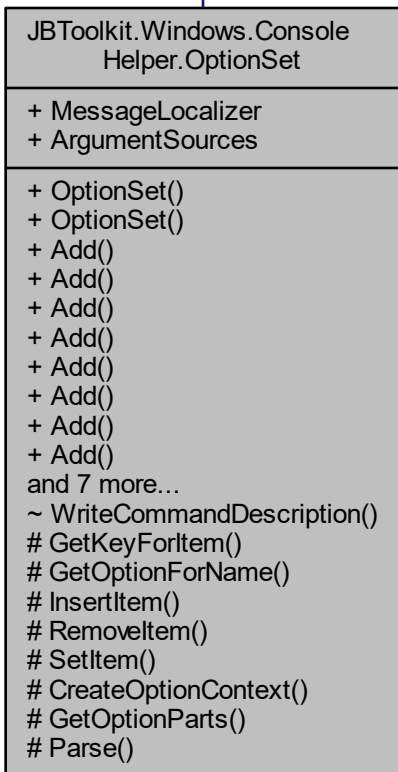 JBToolkit.Windows.Console
Helper.OptionSet
+ MessageLocalizer
+ ArgumentSources
+ OptionSet()
+ OptionSet()
+ Add()
+ Add()
+ Add()
+ Add()
+ Add()
+ Add()
+ Add()
+ Add()
and 7 more...
~ WriteCommandDescription()
# GetKeyForItem()
# GetOptionForName()
# InsertItem()
# RemoveItem()
# SetItem()
# CreateOptionContext()
# GetOptionParts()
# Parse()